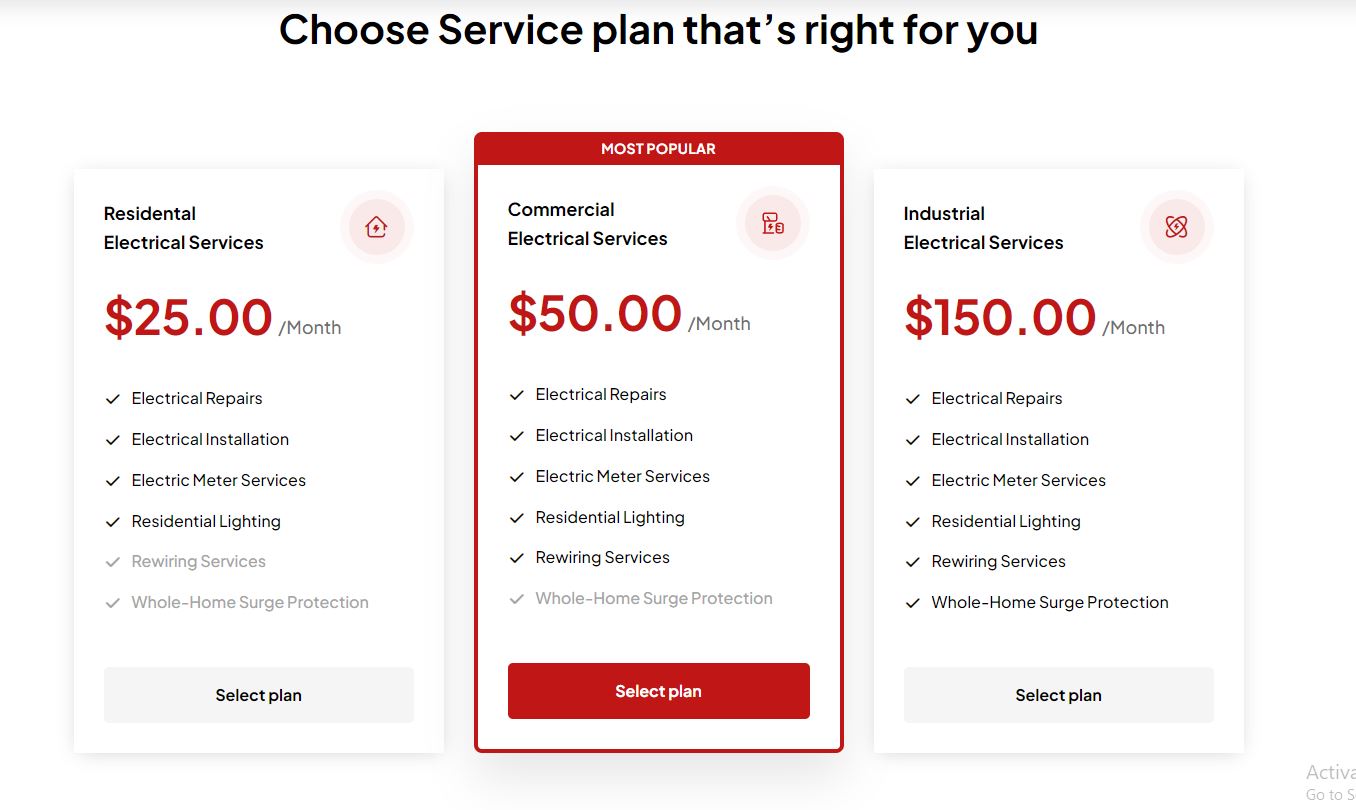 Choose Service plan that’s right for you
Residental
Electrical Services
$25.00 /Month
Electrical Repairs
Electrical Installation
Electric Meter Services
Residential Lighting
Rewiring Services
Whole-Home Surge Protection
Select plan
MOST POPULAR
Commercial
Electrical Services
$50.00 /Month
Electrical Repairs
Electrical Installation
Electric Meter Services
Residential Lighting
Rewiring Services
Whole-Home Surge Protection
Select plan
Industrial
Electrical Services
$150.00 /Month
Electrical Repairs
Electrical Installation
Electric Meter Services
Residential Lighting
Rewiring Services
Whole-Home Surge Protection
Select plan
Go to